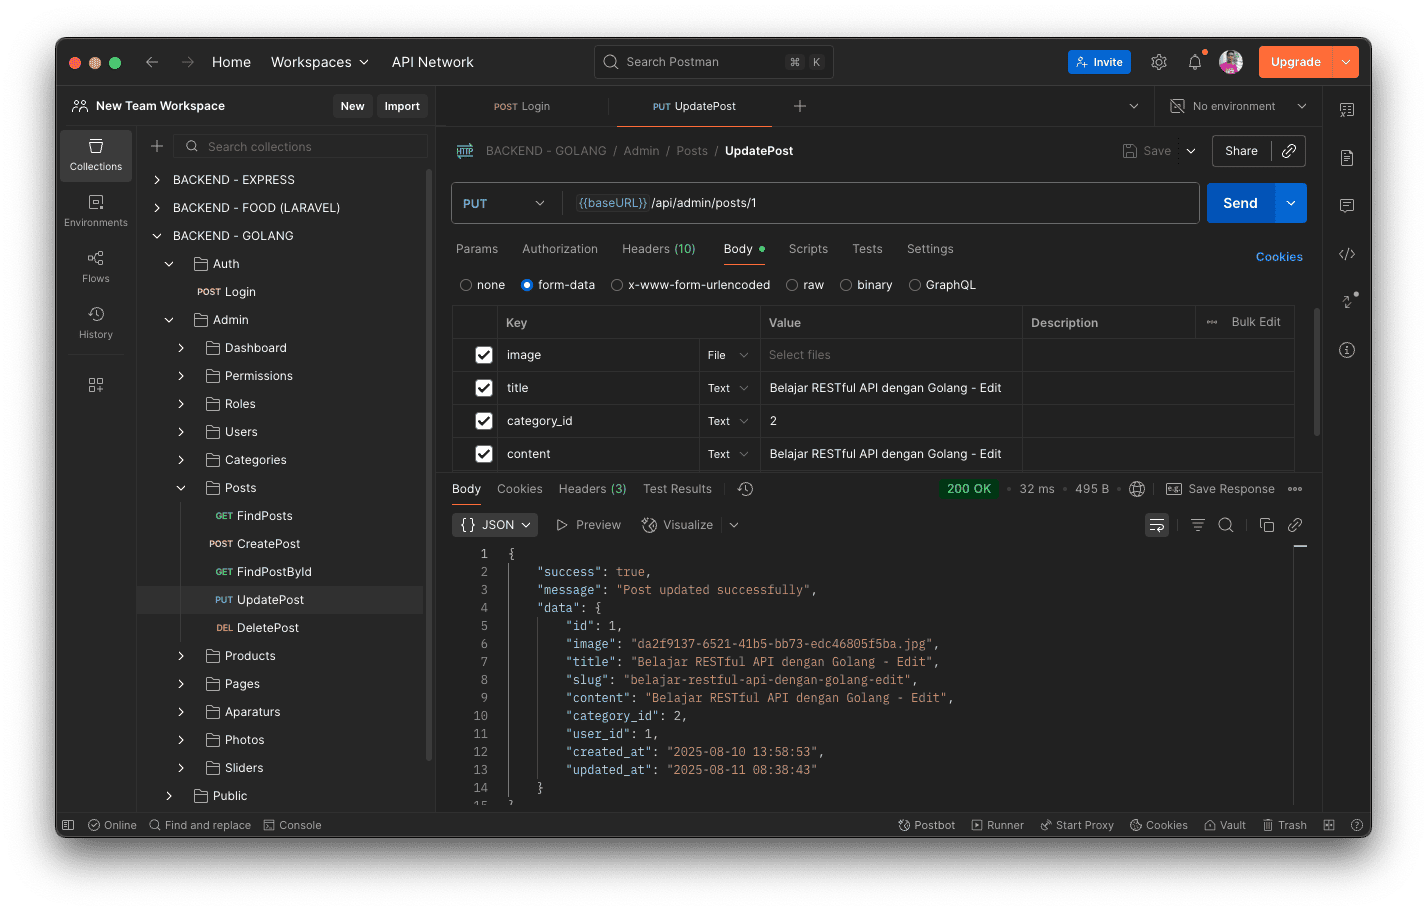 Home
Workspaces
API Network
Search Postman
⌘ K
Invite
Upgrade
New Team Workspace
New
Import
POST Login
PUT UpdatePost
No environment
Collections
Environments
Flows
History
Search collections
BACKEND - EXPRESS
BACKEND - FOOD (LARAVEL)
BACKEND - GOLANG
Auth
POST Login
Admin
Dashboard
Permissions
Roles
Users
Categories
Posts
GET FindPosts
POST CreatePost
GET FindPostById
PUT UpdatePost
DEL DeletePost
Products
Pages
Aparaturs
Photos
Sliders
Public
HTTP BACKEND - GOLANG / Admin / Posts / UpdatePost
Save
Share
PUT
{{baseURL}} /api/admin/posts/1
Send
Params Authorization Headers (10) Body Scripts Tests Settings
Cookies
none form-data x-www-form-urlencoded raw binary GraphQL
Key Value Description Bulk Edit
image File Select files
title Text Belajar RESTful API dengan Golang - Edit
category_id Text 2
content Text Belajar RESTful API dengan Golang - Edit
Body Cookies Headers (3) Test Results
200 OK 32 ms 495 B
e.g. Save Response
{} JSON Preview Visualize
1 {
2 "success": true,
3 "message": "Post updated successfully",
4 "data": {
5 "id": 1,
6 "image": "da2f9137-6521-41b5-bb73-edc46805f5ba.jpg",
7 "title": "Belajar RESTful API dengan Golang - Edit",
8 "slug": "belajar-restful-api-dengan-golang-edit",
9 "content": "Belajar RESTful API dengan Golang - Edit",
10 "category_id": 2,
11 "user_id": 1,
12 "created_at": "2025-08-10 13:58:53",
13 "updated_at": "2025-08-11 08:38:43"
14 }
15 }
Online Find and replace Console
Postbot Runner Start Proxy Cookies Vault Trash